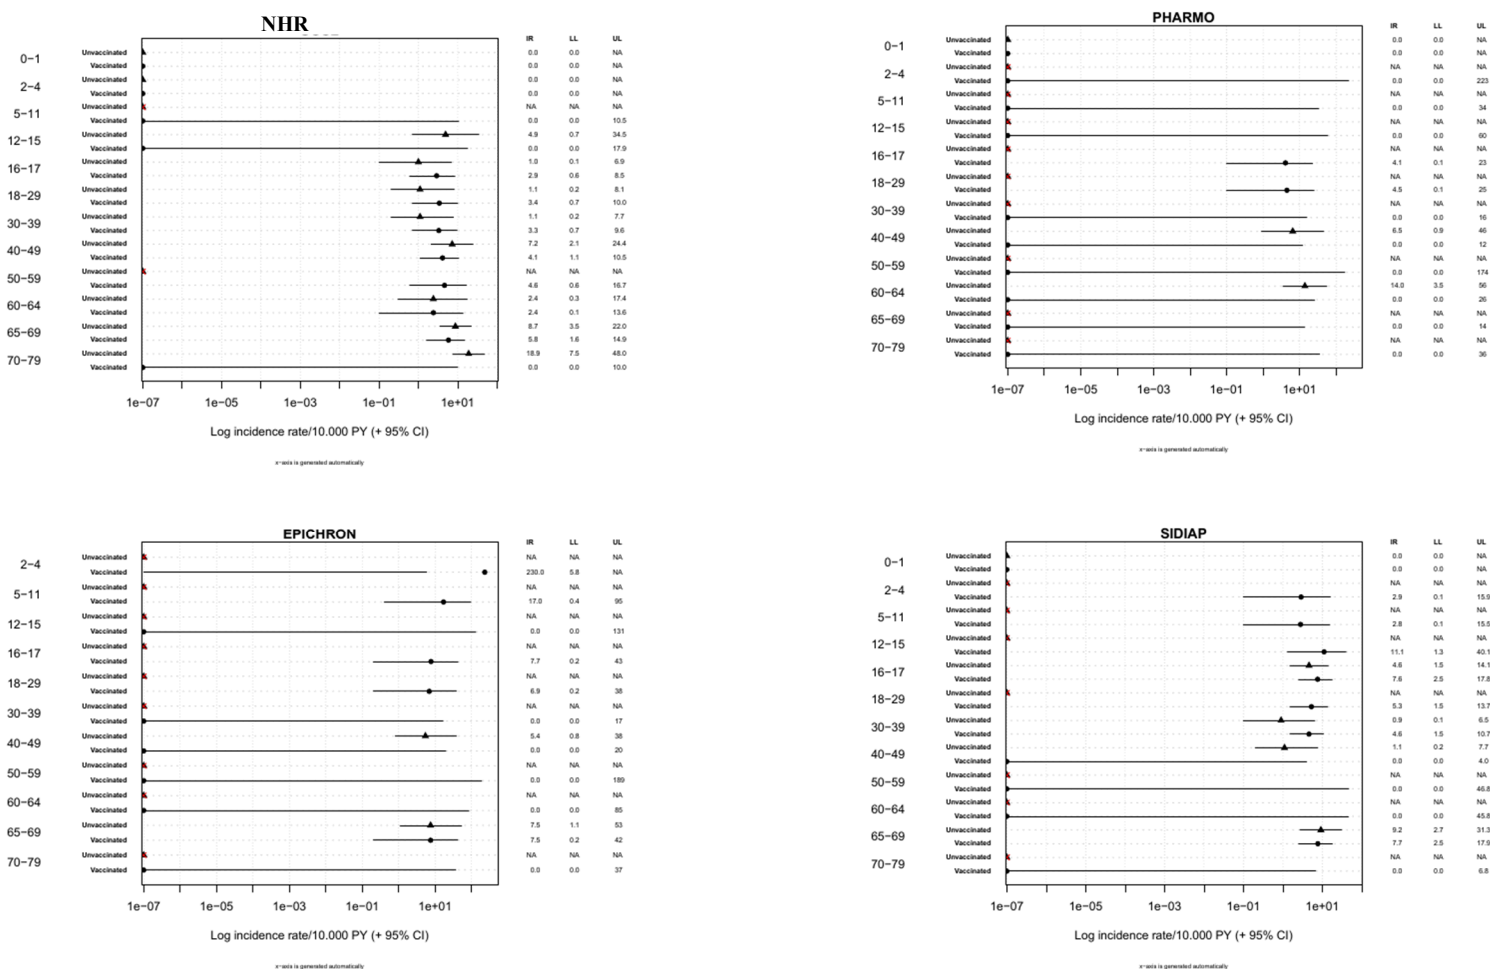 NHR
IR LL UL
0−1
Unvaccinated 0.0 0.0 NA
Vaccinated 0.0 0.0 NA
2−4
Unvaccinated 0.0 0.0 NA
Vaccinated 0.0 0.0 NA
5−11
Unvaccinated NA NA NA
Vaccinated 0.0 0.0 10.5
12−15
Unvaccinated 4.9 0.7 34.5
Vaccinated 0.0 0.0 17.9
16−17
Unvaccinated 1.0 0.1 6.9
Vaccinated 2.9 0.6 8.5
18−29
Unvaccinated 1.1 0.2 8.1
Vaccinated 3.4 0.7 10.0
30−39
Unvaccinated 1.1 0.2 7.7
Vaccinated 3.3 0.7 9.6
40−49
Unvaccinated 7.2 2.1 24.4
Vaccinated 4.1 1.1 10.5
50−59
Unvaccinated NA NA NA
Vaccinated 4.6 0.6 16.7
60−64
Unvaccinated 2.4 0.3 17.4
Vaccinated 2.4 0.1 13.6
65−69
Unvaccinated 8.7 3.5 22.0
Vaccinated 5.8 1.6 14.9
70−79
Unvaccinated 18.9 7.5 48.0
Vaccinated 0.0 0.0 10.0
1e−07 1e−05 1e−03 1e−01 1e+01
Log incidence rate/10.000 PY (+ 95% CI)
x−axis is generated automatically
PHARMO
IR LL UL
0−1
Unvaccinated 0.0 0.0 NA
Vaccinated 0.0 0.0 NA
2−4
Unvaccinated NA NA NA
Vaccinated 0.0 0.0 223
5−11
Unvaccinated NA NA NA
Vaccinated 0.0 0.0 34
12−15
Unvaccinated NA NA NA
Vaccinated 0.0 0.0 60
16−17
Unvaccinated NA NA NA
Vaccinated 4.1 0.1 23
18−29
Unvaccinated NA NA NA
Vaccinated 4.5 0.1 25
30−39
Unvaccinated NA NA NA
Vaccinated 0.0 0.0 16
40−49
Unvaccinated 6.5 0.9 46
Vaccinated 0.0 0.0 12
50−59
Unvaccinated NA NA NA
Vaccinated 0.0 0.0 174
60−64
Unvaccinated 14.0 3.5 56
Vaccinated 0.0 0.0 26
65−69
Unvaccinated NA NA NA
Vaccinated 0.0 0.0 14
70−79
Unvaccinated NA NA NA
Vaccinated 0.0 0.0 36
1e−07 1e−05 1e−03 1e−01 1e+01
Log incidence rate/10.000 PY (+ 95% CI)
x−axis is generated automatically
EPICHRON
IR LL UL
2−4
Unvaccinated NA NA NA
Vaccinated 230.0 5.8 NA
5−11
Unvaccinated NA NA NA
Vaccinated 17.0 0.4 95
12−15
Unvaccinated NA NA NA
Vaccinated 0.0 0.0 131
16−17
Unvaccinated NA NA NA
Vaccinated 7.7 0.2 43
18−29
Unvaccinated NA NA NA
Vaccinated 6.9 0.2 38
30−39
Unvaccinated NA NA NA
Vaccinated 0.0 0.0 17
40−49
Unvaccinated 5.4 0.8 38
Vaccinated 0.0 0.0 20
50−59
Unvaccinated NA NA NA
Vaccinated 0.0 0.0 189
60−64
Unvaccinated NA NA NA
Vaccinated 0.0 0.0 85
65−69
Unvaccinated 7.5 1.1 53
Vaccinated 7.5 0.2 42
70−79
Unvaccinated NA NA NA
Vaccinated 0.0 0.0 37
1e−07 1e−05 1e−03 1e−01 1e+01
Log incidence rate/10.000 PY (+ 95% CI)
x−axis is generated automatically
SIDIAP
IR LL UL
0−1
Unvaccinated 0.0 0.0 NA
Vaccinated 0.0 0.0 NA
2−4
Unvaccinated NA NA NA
Vaccinated 2.9 0.1 15.9
5−11
Unvaccinated NA NA NA
Vaccinated 2.8 0.1 15.5
12−15
Unvaccinated NA NA NA
Vaccinated 11.1 1.3 40.1
16−17
Unvaccinated 4.6 1.5 14.1
Vaccinated 7.6 2.5 17.8
18−29
Unvaccinated NA NA NA
Vaccinated 5.3 1.5 13.7
30−39
Unvaccinated 0.9 0.1 6.5
Vaccinated 4.6 1.5 10.7
40−49
Unvaccinated 1.1 0.2 7.7
Vaccinated 0.0 0.0 4.0
50−59
Unvaccinated NA NA NA
Vaccinated 0.0 0.0 46.8
60−64
Unvaccinated NA NA NA
Vaccinated 0.0 0.0 45.8
65−69
Unvaccinated 9.2 2.7 31.3
Vaccinated 7.7 2.5 17.9
70−79
Unvaccinated NA NA NA
Vaccinated 0.0 0.0 6.8
1e−07 1e−05 1e−03 1e−01 1e+01
Log incidence rate/10.000 PY (+ 95% CI)
x−axis is generated automatically